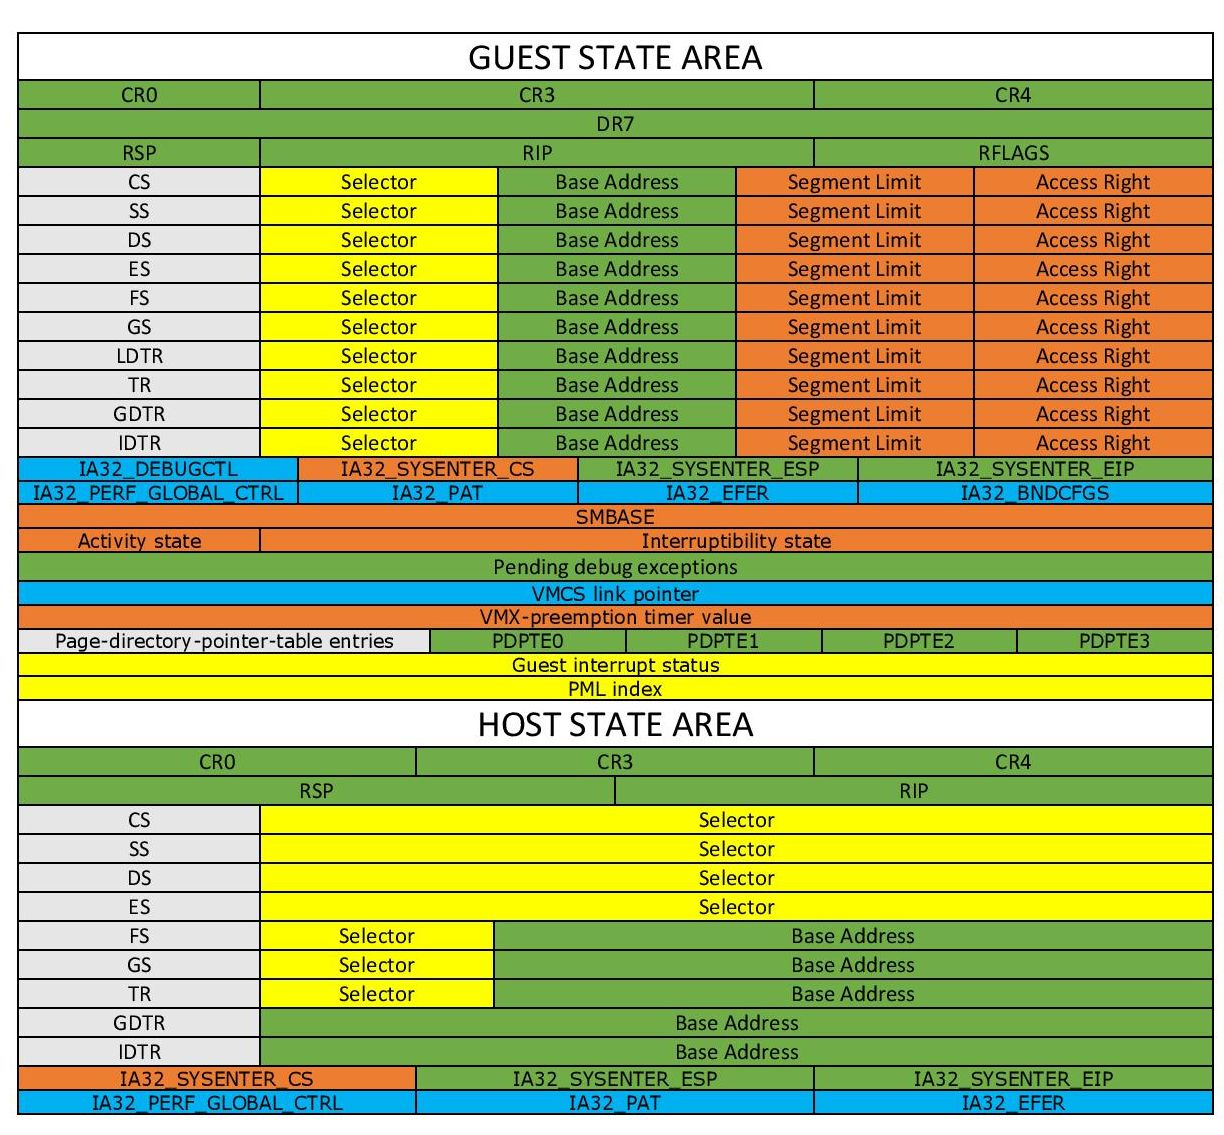 GUEST STATE AREA
CR0 CR3 CR4
DR7
RSP RIP RFLAGS
CS Selector Base Address Segment Limit Access Right
SS Selector Base Address Segment Limit Access Right
DS Selector Base Address Segment Limit Access Right
ES Selector Base Address Segment Limit Access Right
FS Selector Base Address Segment Limit Access Right
GS Selector Base Address Segment Limit Access Right
LDTR Selector Base Address Segment Limit Access Right
TR Selector Base Address Segment Limit Access Right
GDTR Selector Base Address Segment Limit Access Right
IDTR Selector Base Address Segment Limit Access Right
IA32_DEBUGCTL IA32_SYSENTER_CS IA32_SYSENTER_ESP IA32_SYSENTER_EIP
IA32_PERF_GLOBAL_CTRL IA32_PAT IA32_EFER IA32_BNDCFGS
SMBASE
Activity state Interruptibility state
Pending debug exceptions
VMCS link pointer
VMX-preemption timer value
Page-directory-pointer-table entries PDPTE0 PDPTE1 PDPTE2 PDPTE3
Guest interrupt status
PML index
HOST STATE AREA
CR0 CR3 CR4
RSP RIP
CS Selector
SS Selector
DS Selector
ES Selector
FS Selector Base Address
GS Selector Base Address
TR Selector Base Address
GDTR Base Address
IDTR Base Address
IA32_SYSENTER_CS IA32_SYSENTER_ESP IA32_SYSENTER_EIP
IA32_PERF_GLOBAL_CTRL IA32_PAT IA32_EFER